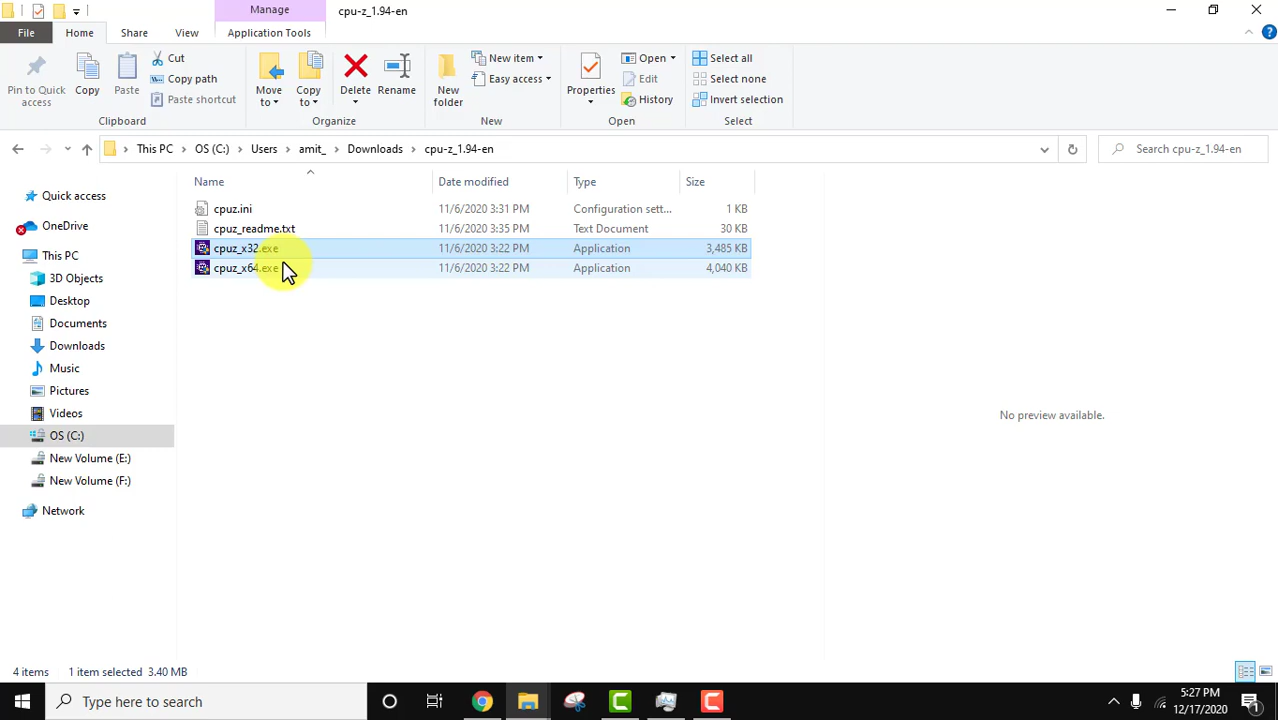 Manage
cpu-z_1.94-en
File
Home
Share
View
Application Tools
Pin to Quick access
Copy
Paste
Cut
Copy path
Paste shortcut
Clipboard
Move to
Copy to
Delete
Rename
Organize
New folder
New item
Easy access
New
Properties
Open
Edit
History
Open
Select all
Select none
Invert selection
Select
This PC
OS (C:)
Users
amit_
Downloads
cpu-z_1.94-en
Search cpu-z_1.94-en
Quick access
OneDrive
This PC
3D Objects
Desktop
Documents
Downloads
Music
Pictures
Videos
OS (C:)
New Volume (E:)
New Volume (F:)
Network
Name Date modified Type Size
cpuz.ini 11/6/2020 3:31 PM Configuration sett... 1 KB
cpuz_readme.txt 11/6/2020 3:35 PM Text Document 30 KB
cpuz_x32.exe 11/6/2020 3:22 PM Application 3,485 KB
cpuz_x64.exe 11/6/2020 3:22 PM Application 4,040 KB
No preview available.
4 items 1 item selected 3.40 MB
Type here to search
5:27 PM
12/17/2020
1